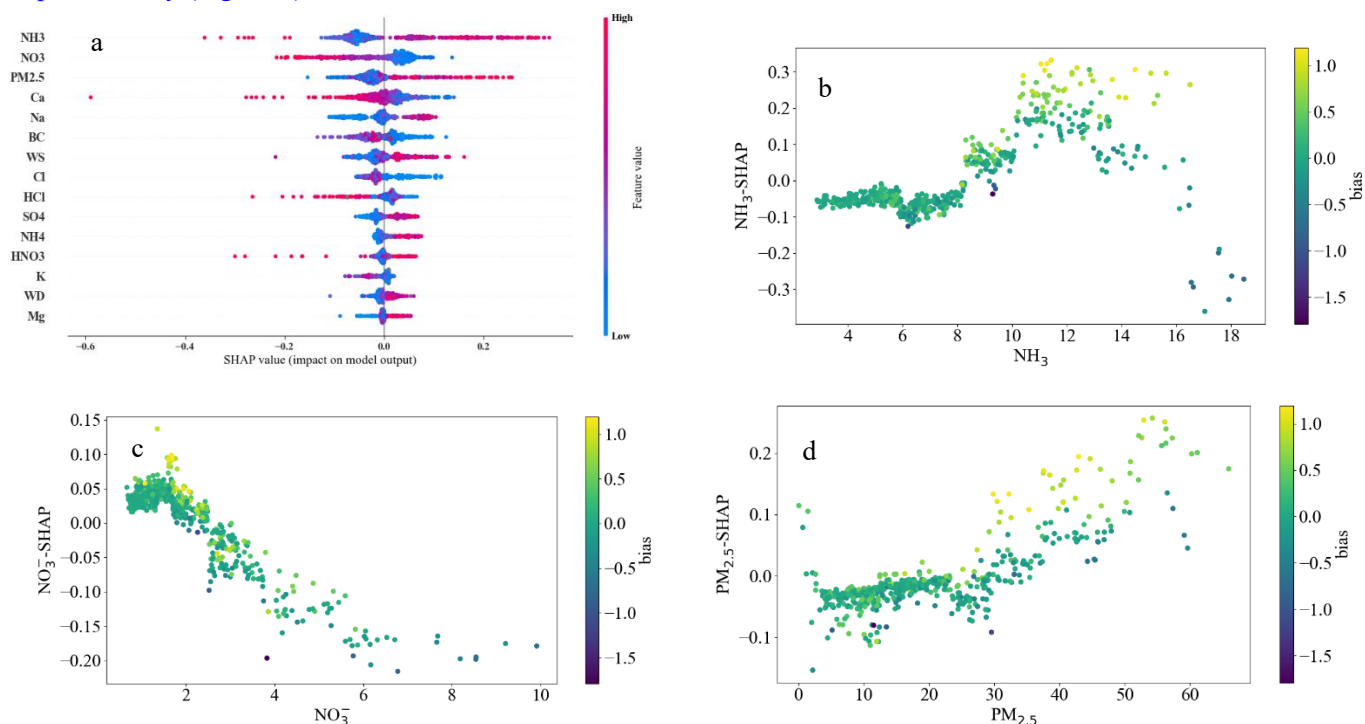 a
NH3
NO3
PM2.5
Ca
Na
BC
WS
Cl
HCl
SO4
NH4
HNO3
K
WD
Mg
−0.6 −0.4 −0.2 0.0 0.2
SHAP value (impact on model output)
High
Feature value
Low
b
NH₃-SHAP
0.3
0.2
0.1
0.0
−0.1
−0.2
−0.3
4 6 8 10 12 14 16 18
NH₃
1.0
0.5
0.0
−0.5
−1.0
−1.5
bias
c
NO₃⁻-SHAP
0.15
0.10
0.05
0.00
−0.05
−0.10
−0.15
−0.20
2 4 6 8 10
NO₃⁻
1.0
0.5
0.0
−0.5
−1.0
−1.5
bias
d
PM₂.₅-SHAP
0.2
0.1
0.0
−0.1
0 10 20 30 40 50 60
PM₂.₅
1.0
0.5
0.0
−0.5
−1.0
−1.5
bias